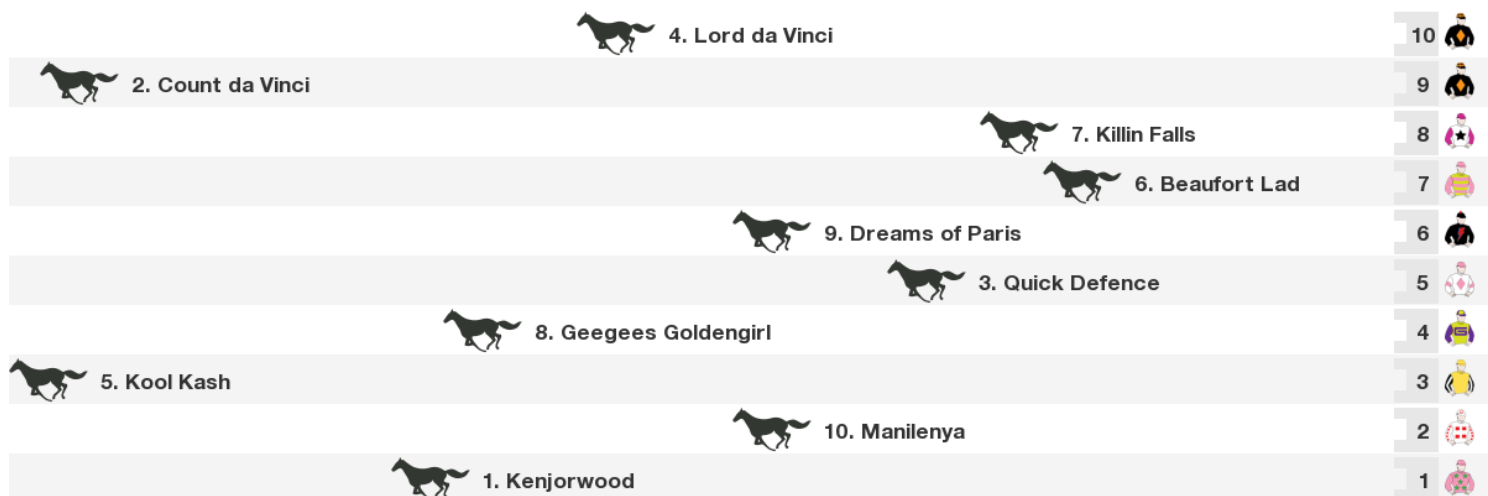 4. Lord da Vinci 10
2. Count da Vinci 9
7. Killin Falls 8
6. Beaufort Lad 7
9. Dreams of Paris 6
3. Quick Defence 5
8. Geegees Goldengirl 4
5. Kool Kash 3
10. Manilenya 2
1. Kenjorwood 1